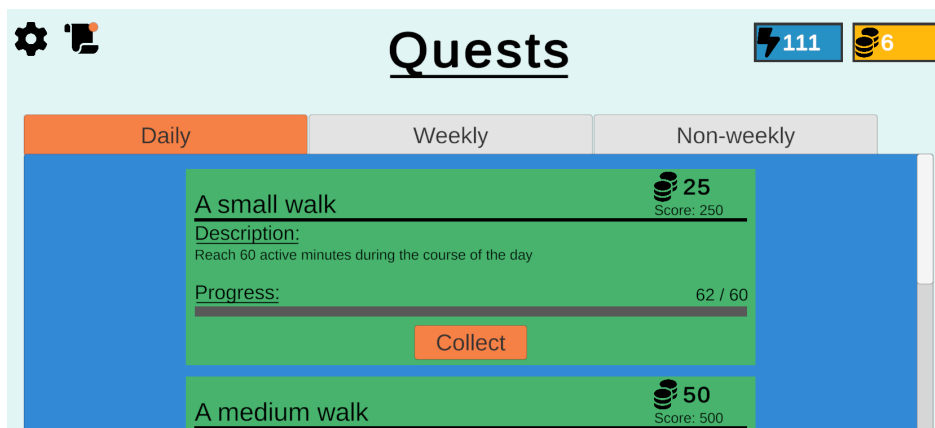 Quests
111
6
Daily
Weekly
Non-weekly
A small walk
25
Score: 250
Description:
Reach 60 active minutes during the course of the day
Progress:
62 / 60
Collect
A medium walk
50
Score: 500